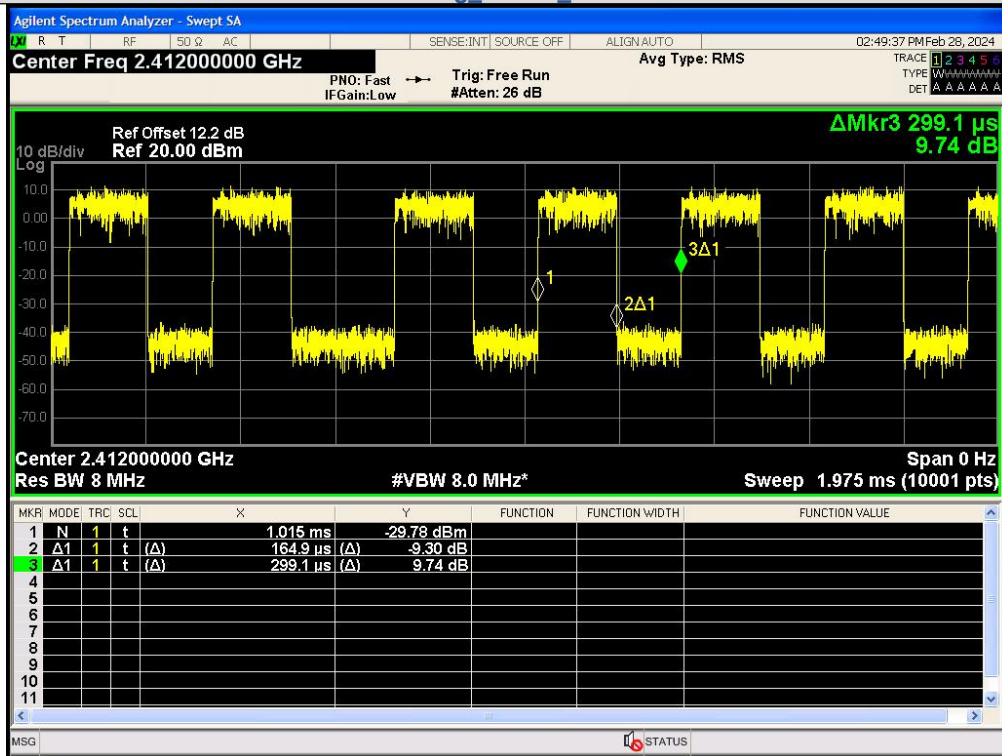 Agilent Spectrum Analyzer - Swept SA
LXI R T RF 50 Ω AC SENSE:INT SOURCE OFF ALIGN AUTO 02:49:37 PM Feb 28, 2024
Center Freq 2.412000000 GHz Avg Type: RMS TRACE 1 2 3 4 5 6
PNO: Fast Trig: Free Run TYPE W
IFGain:Low #Atten: 26 dB DET A A A A A A
ΔMkr3 299.1 µs
Ref Offset 12.2 dB
10 dB/div Ref 20.00 dBm 9.74 dB
Log
10.0
0.00
-10.0
3Δ1
-20.0
1
-30.0
2Δ1
-40.0
-50.0
-60.0
-70.0
Center 2.412000000 GHz Span 0 Hz
Res BW 8 MHz #VBW 8.0 MHz* Sweep 1.975 ms (10001 pts)
MKR MODE TRC SCL X Y FUNCTION FUNCTION WIDTH FUNCTION VALUE
1 N 1 t 1.015 ms -29.78 dBm
2 Δ1 1 t (Δ) 164.9 µs (Δ) -9.30 dB
3 Δ1 1 t (Δ) 299.1 µs (Δ) 9.74 dB
4
5
6
7
8
9
10
11
MSG STATUS